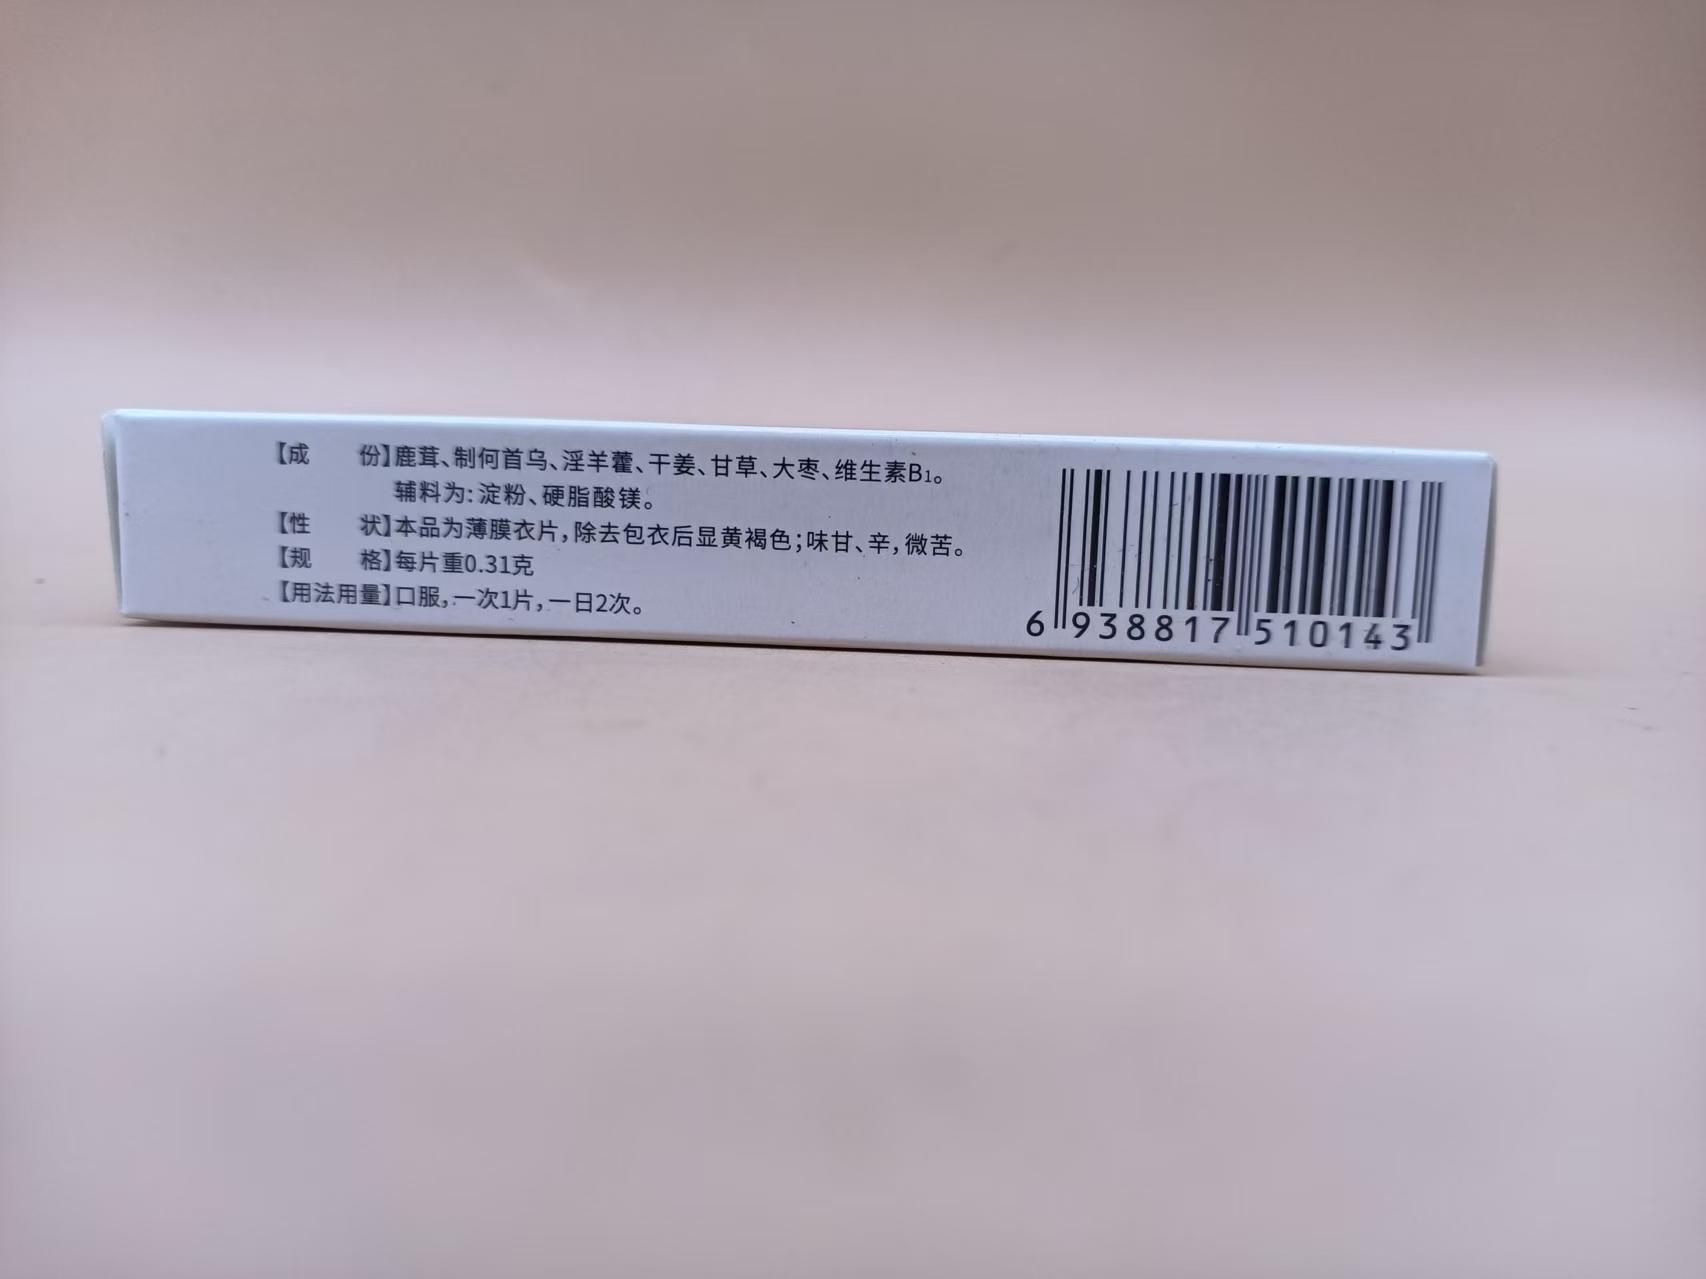 【成 份】鹿茸、制何首乌、淫羊藿、干姜、甘草、大枣、维生素B₁。
辅料为:淀粉、硬脂酸镁。
【性 状】本品为薄膜衣片,除去包衣后显黄褐色;味甘、辛,微苦。
【规 格】每片重0.31克
【用法用量】口服,一次1片,一日2次。
6 938817 510143